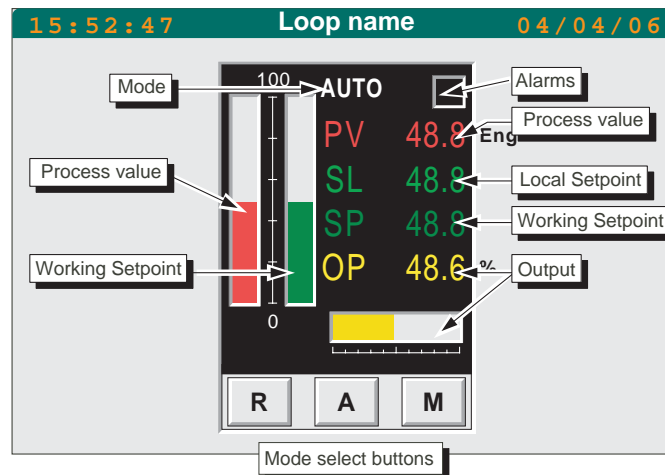 15:52:47 Loop name 04/04/06
Mode 100 AUTO Alarms
PV 48.8 Eng Process value
Process value SL 48.8 Local Setpoint
SP 48.8 Working Setpoint
Working Setpoint OP 48.6 % Output
0
R A M
Mode select buttons